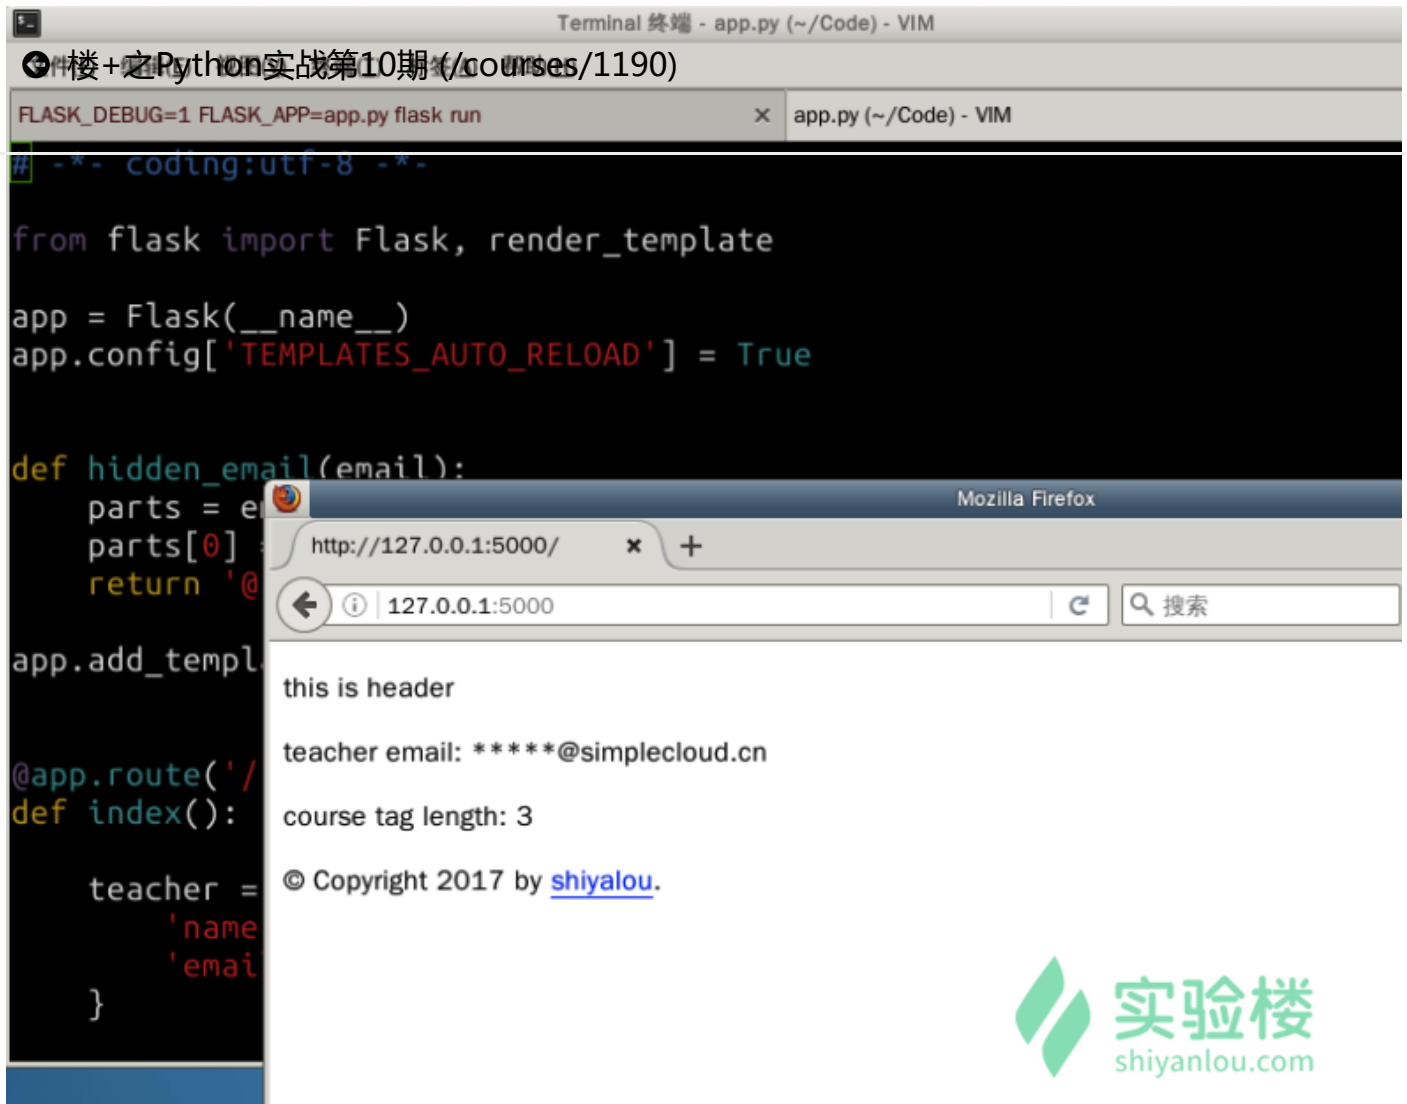 Terminal 终端 - app.py (~/Code) - VIM
楼+之Python实战第10期 (/courses/1190)
FLASK_DEBUG=1 FLASK_APP=app.py flask run
app.py (~/Code) - VIM
# -*- coding:utf-8 -*-
from flask import Flask, render_template
app = Flask(__name__)
app.config['TEMPLATES_AUTO_RELOAD'] = True
def hidden_email(email):
parts = e
parts[0]
return '@
app.add_templ
@app.route('/
def index():
teacher =
'name
'emai
}
Mozilla Firefox
http://127.0.0.1:5000/
127.0.0.1:5000
搜索
this is header
teacher email: *****@simplecloud.cn
course tag length: 3
© Copyright 2017 by shiyalou.
实验楼
shiyanlou.com